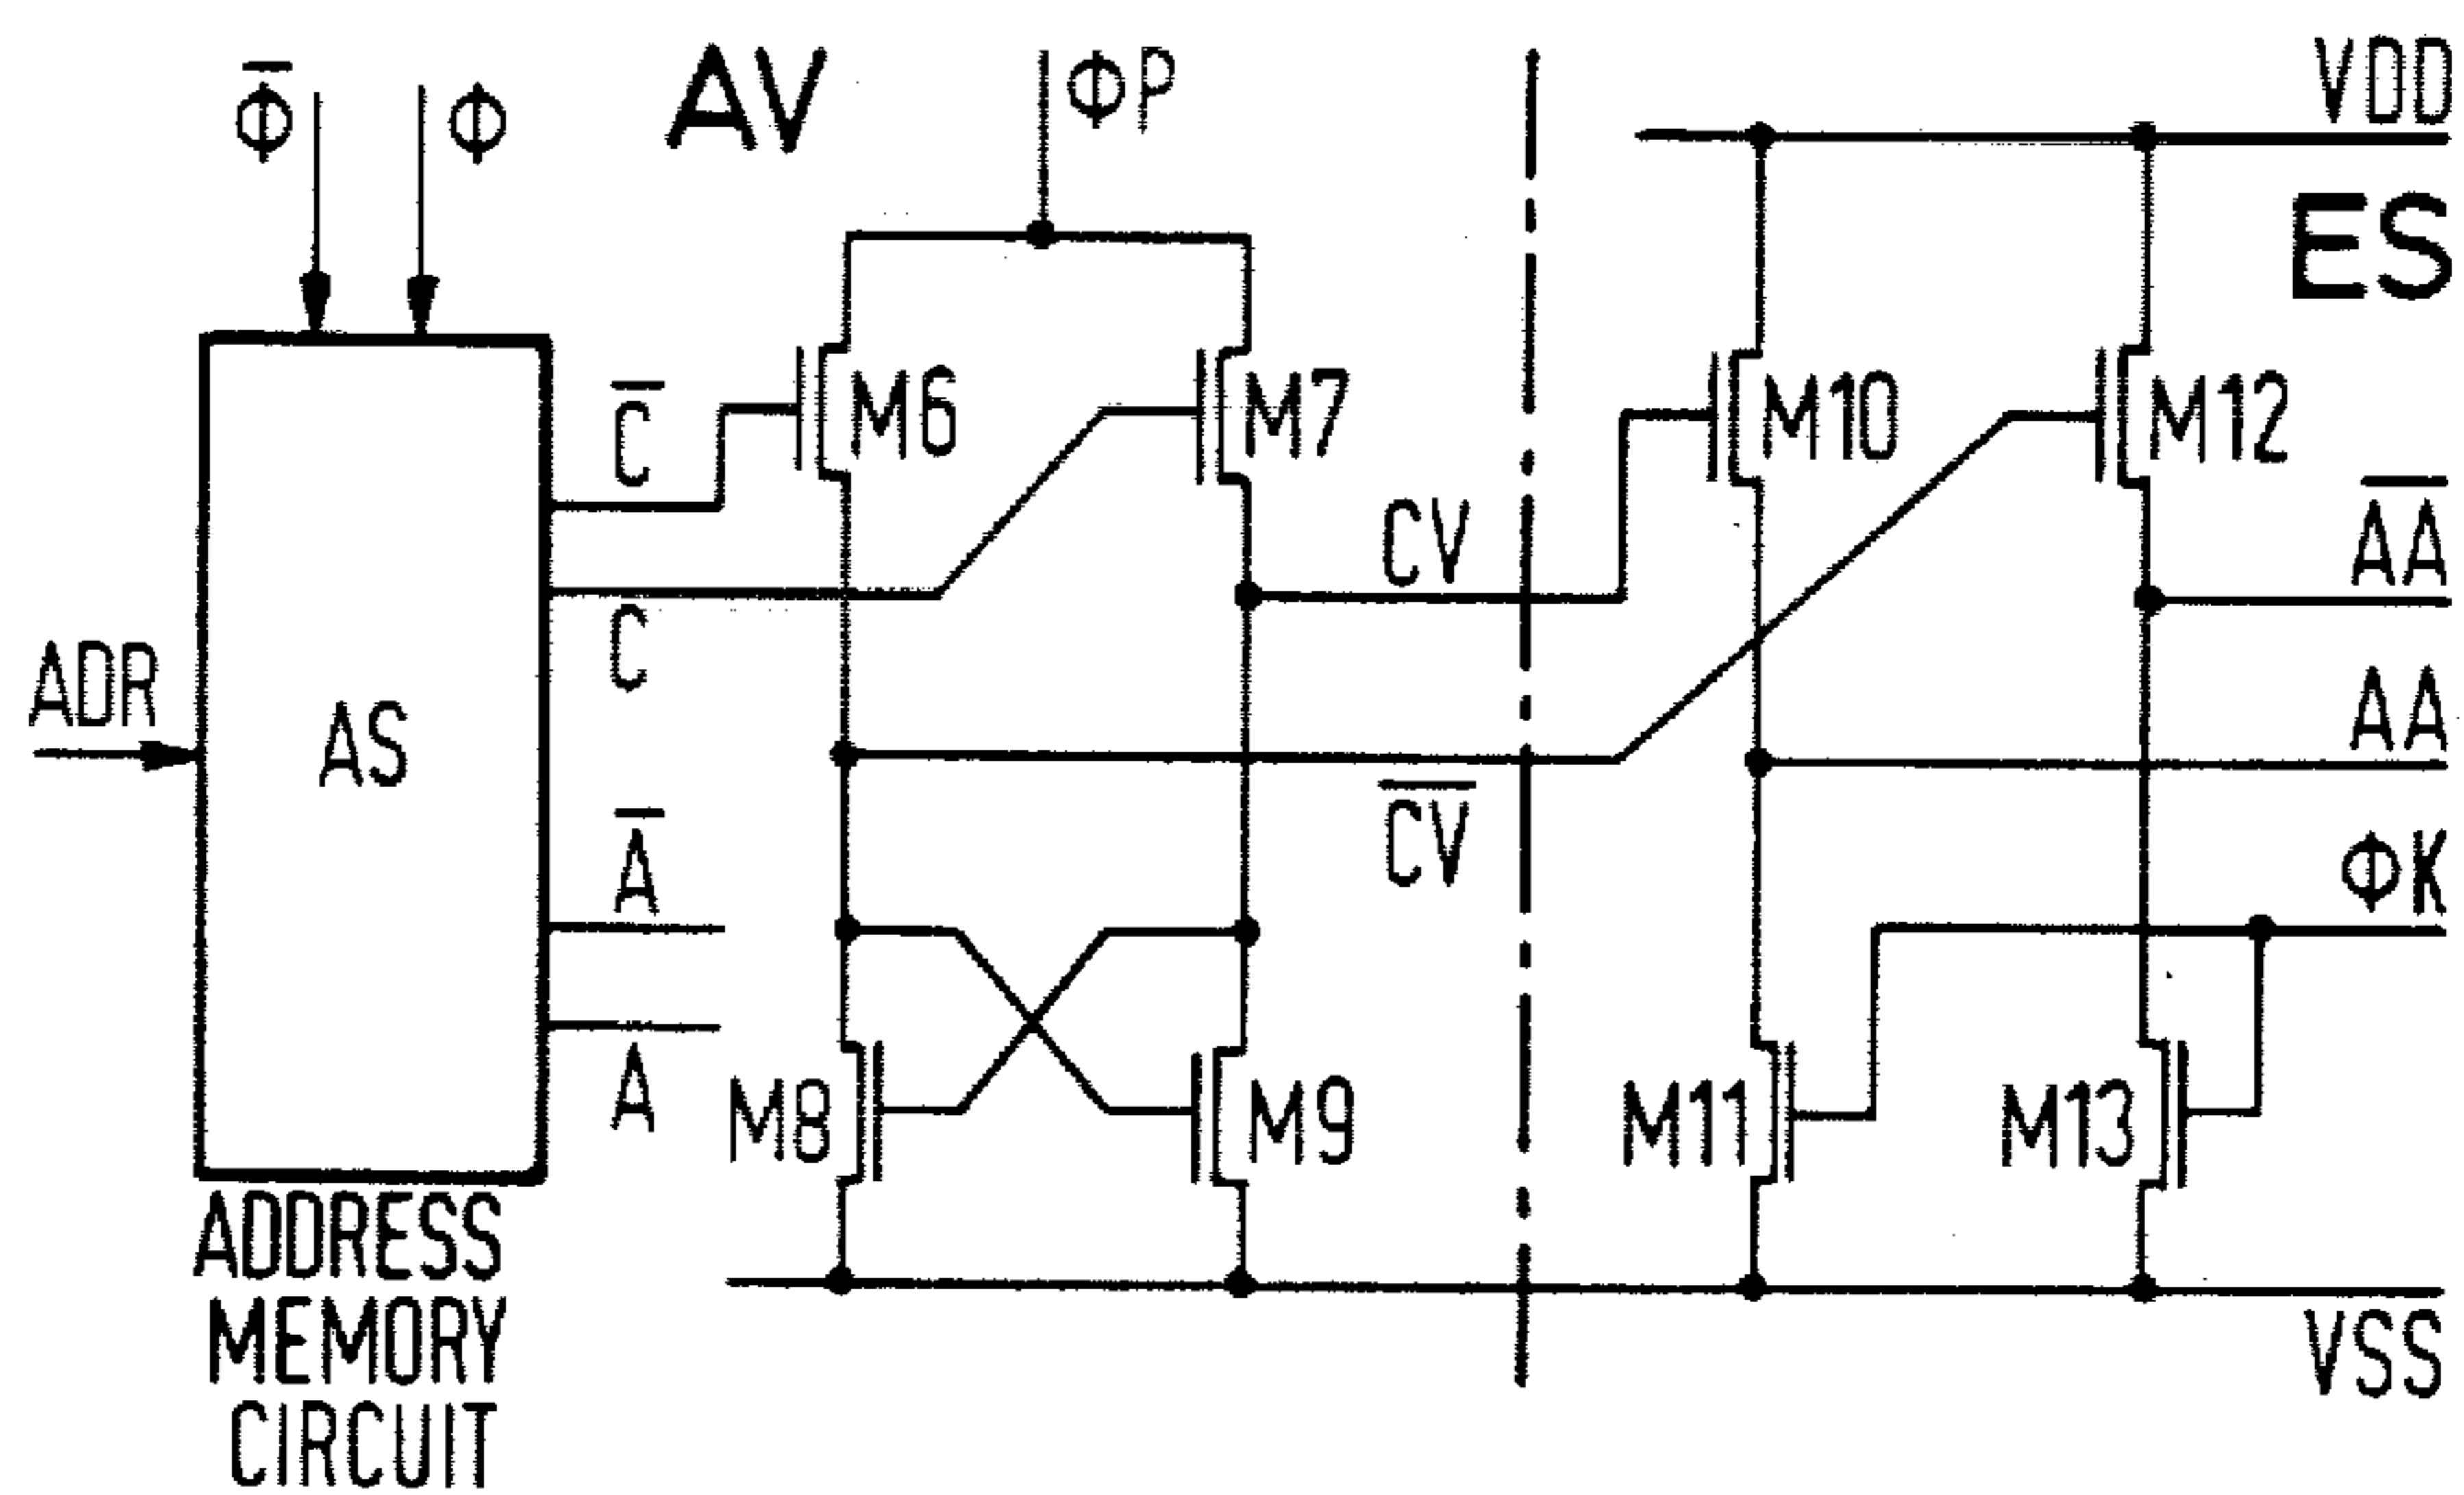 Φ̅
Φ
AV
ΦP
VDD
ES
C̅
M6
M7
M10
M12
CV
A̅A̅
C
ADR
AS
AA
C̅V̅
A̅
ΦK
A
M8
M9
M11
M13
ADDRESS
MEMORY
CIRCUIT
VSS